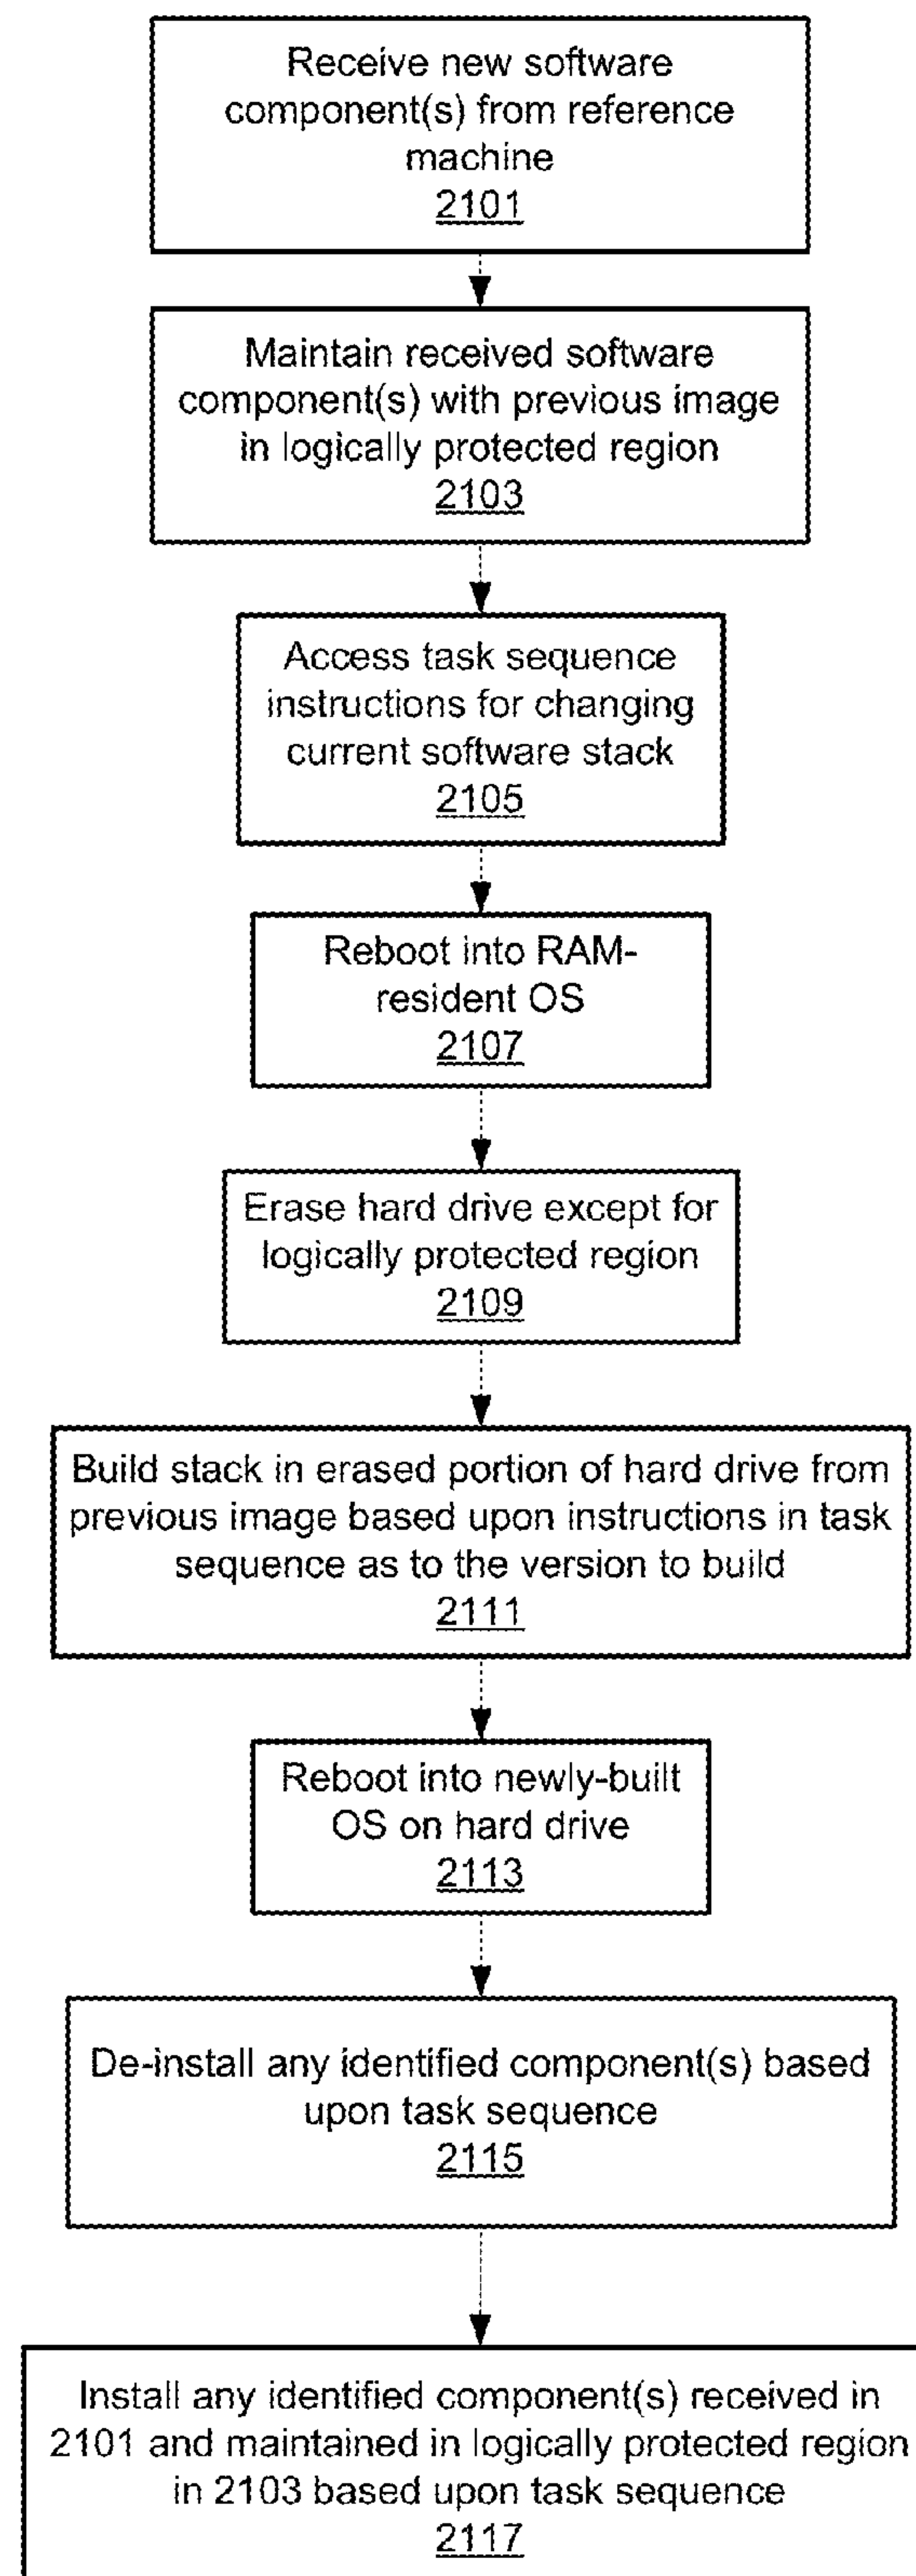 Receive new software
component(s) from reference
machine
2101
Maintain received software
component(s) with previous image
in logically protected region
2103
Access task sequence
instructions for changing
current software stack
2105
Reboot into RAM-
resident OS
2107
Erase hard drive except for
logically protected region
2109
Build stack in erased portion of hard drive from
previous image based upon instructions in task
sequence as to the version to build
2111
Reboot into newly-built
OS on hard drive
2113
De-install any identified component(s) based
upon task sequence
2115
Install any identified component(s) received in
2101 and maintained in logically protected region
in 2103 based upon task sequence
2117